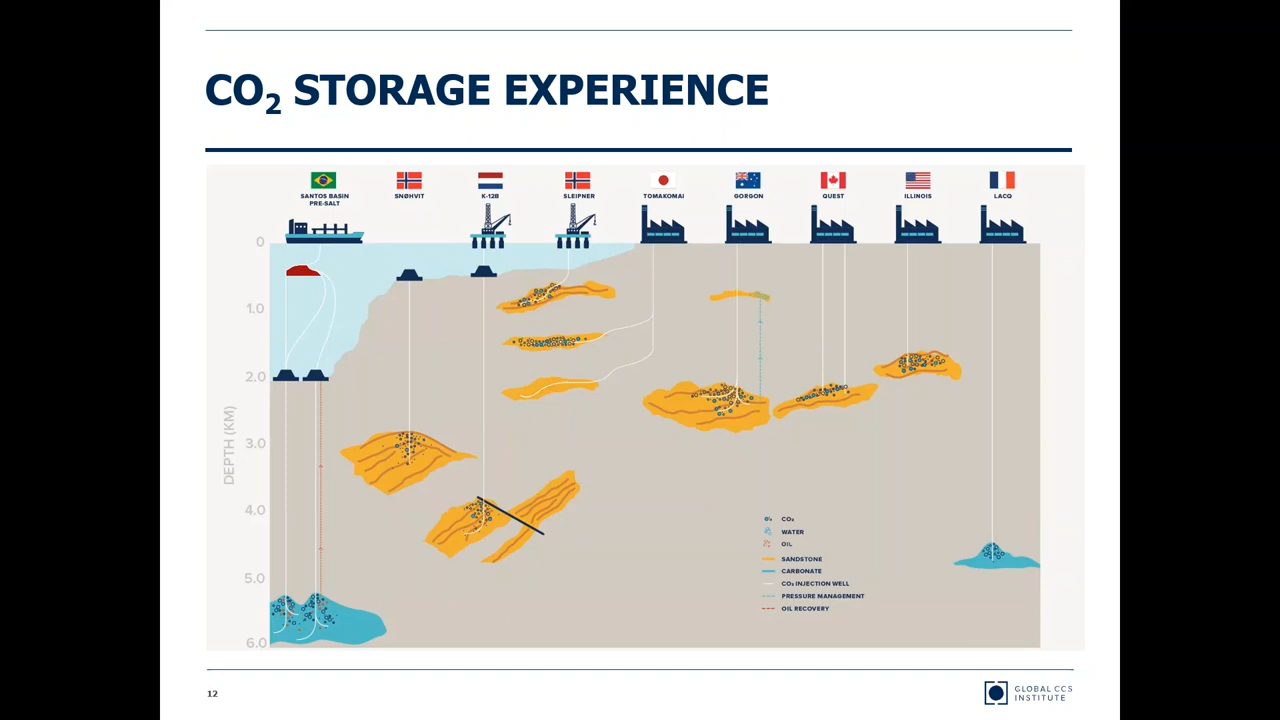 CO₂ STORAGE EXPERIENCE
SANTOS BASIN
PRE-SALT
SNØHVIT
K-12B
SLEIPNER
TOMAKOMAI
GORGON
QUEST
ILLINOIS
LACQ
0
1.0
2.0
3.0
4.0
5.0
6.0
DEPTH (KM)
CO₂
WATER
OIL
SANDSTONE
CARBONATE
CO₂ INJECTION WELL
PRESSURE MANAGEMENT
OIL RECOVERY
12
GLOBAL CCS
INSTITUTE